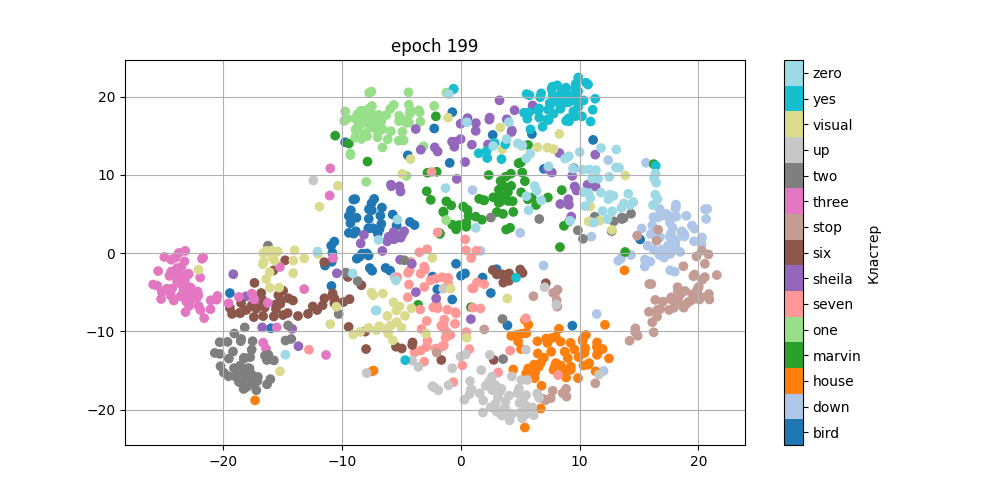 epoch 199
20
10
0
−10
−20
−20
−10
0
10
20
zero
yes
visual
up
two
three
stop
six
sheila
seven
one
marvin
house
down
bird
Кластер